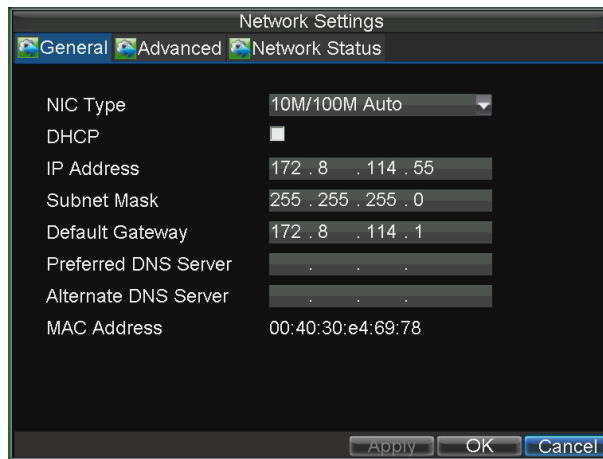 Network Settings
General Advanced Network Status
NIC Type 10M/100M Auto
DHCP
IP Address 172 . 8 . 114 . 55
Subnet Mask 255 . 255 . 255 . 0
Default Gateway 172 . 8 . 114 . 1
Preferred DNS Server . . .
Alternate DNS Server . . .
MAC Address 00:40:30:e4:69:78
Apply OK Cancel